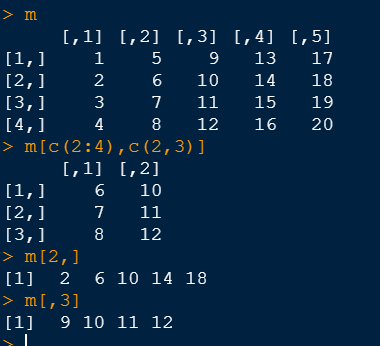 > m
     [,1] [,2] [,3] [,4] [,5]
[1,]    1    5    9   13   17
[2,]    2    6   10   14   18
[3,]    3    7   11   15   19
[4,]    4    8   12   16   20
> m[c(2:4),c(2,3)]
     [,1] [,2]
[1,]    6   10
[2,]    7   11
[3,]    8   12
> m[2,]
[1]  2  6 10 14 18
> m[,3]
[1]  9 10 11 12
>